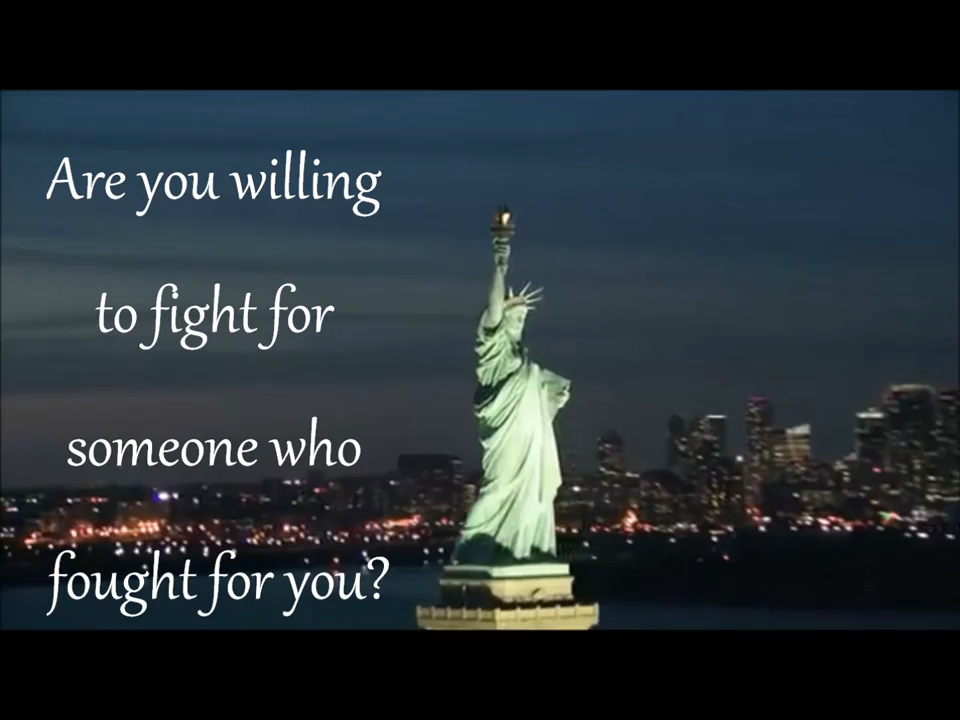 Are you willing
to fight for
someone who
fought for you?